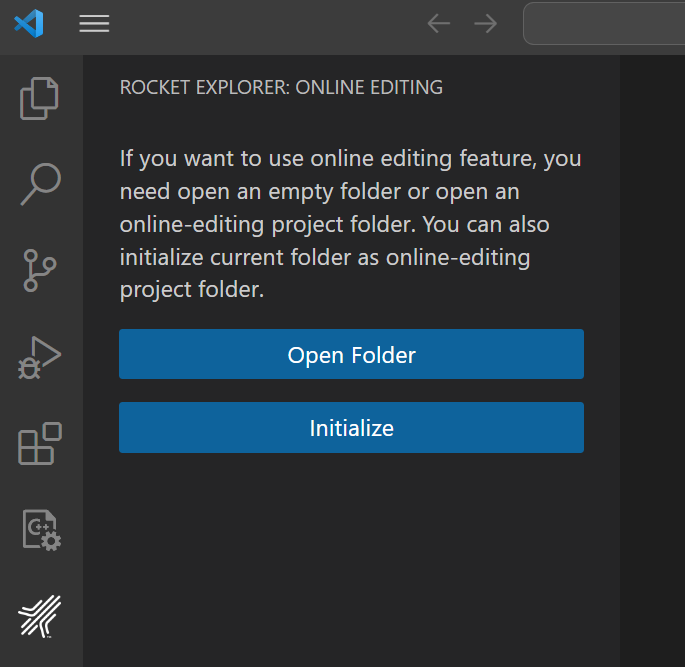 ROCKET EXPLORER: ONLINE EDITING
If you want to use online editing feature, you
need open an empty folder or open an
online-editing project folder. You can also
initialize current folder as online-editing
project folder.
Open Folder
Initialize
C++